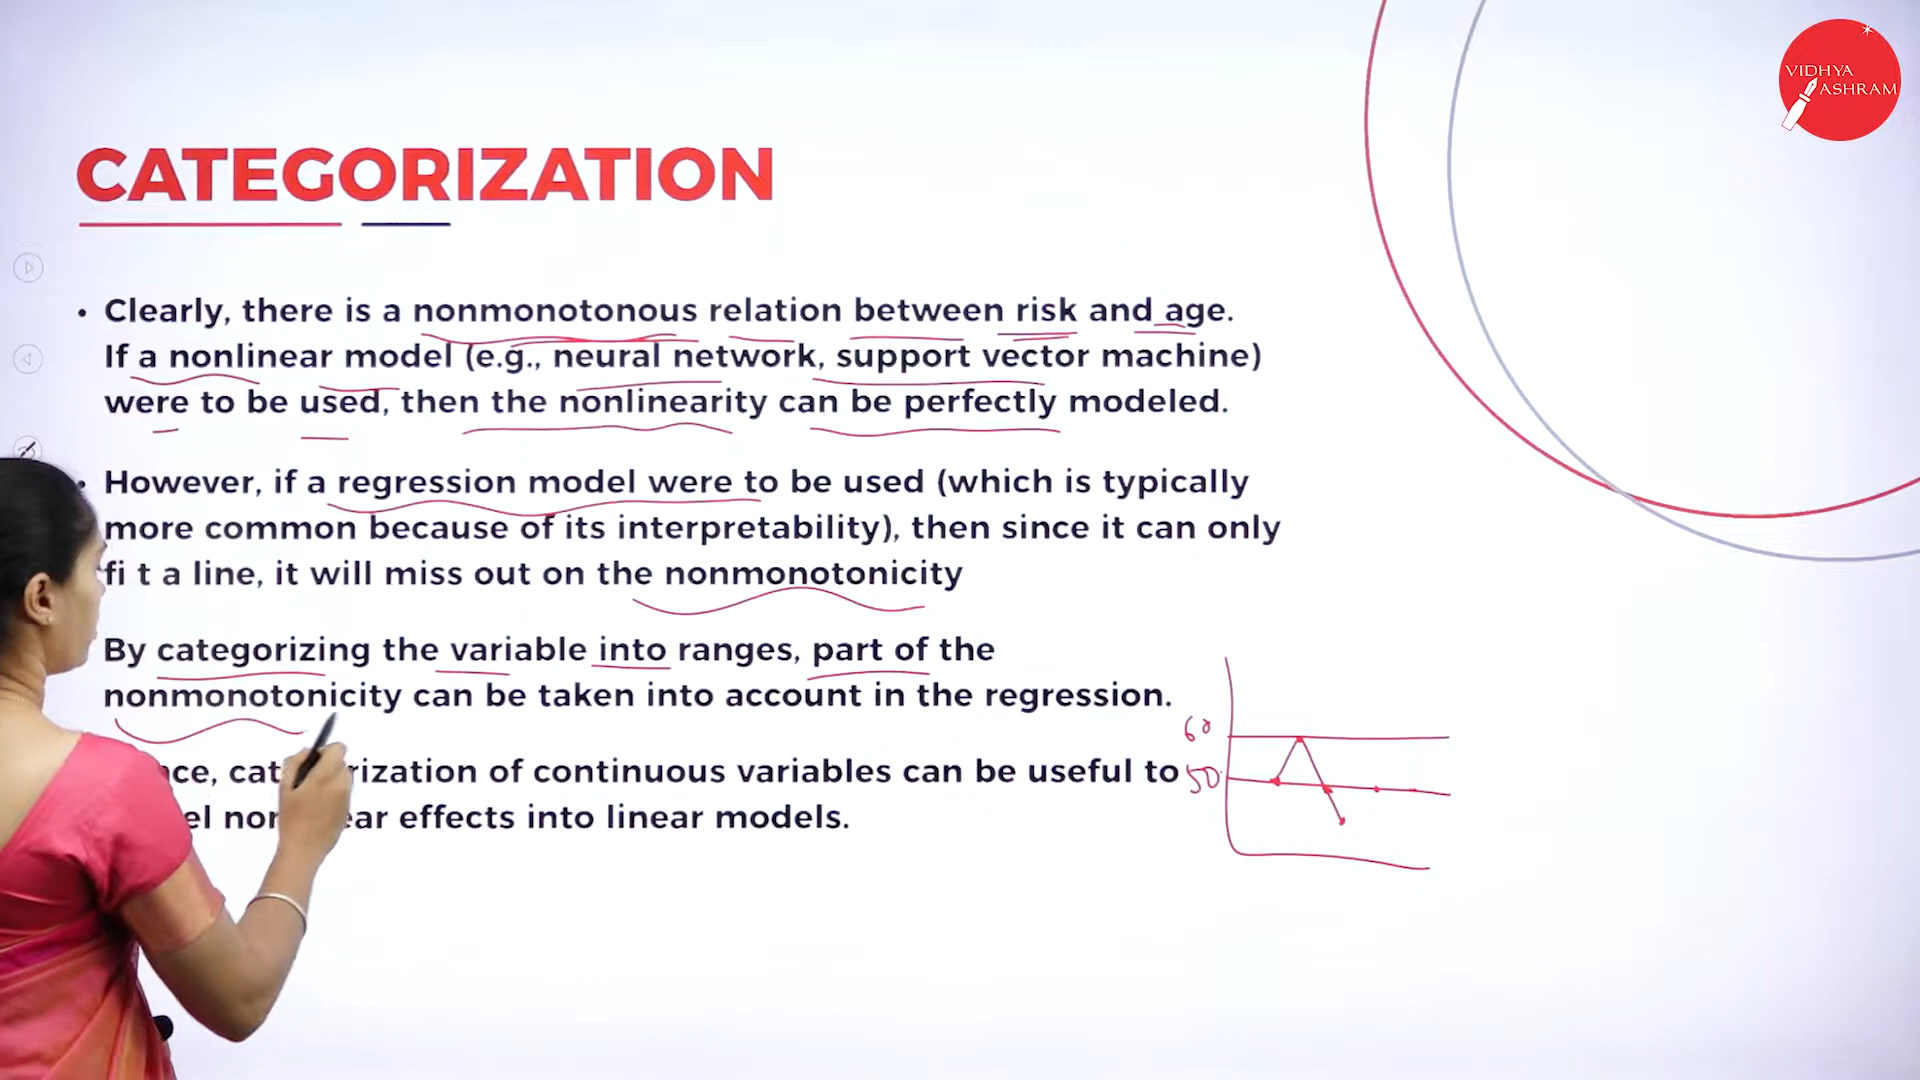 VIDHYA
ASHRAM
CATEGORIZATION
• Clearly, there is a nonmonotonous relation between risk and age.
If a nonlinear model (e.g., neural network, support vector machine)
were to be used, then the nonlinearity can be perfectly modeled.
• However, if a regression model were to be used (which is typically
more common because of its interpretability), then since it can only
fi t a line, it will miss out on the nonmonotonicity
By categorizing the variable into ranges, part of the
nonmonotonicity can be taken into account in the regression.
of continuous variables can be useful to
effects into linear models.
60
50